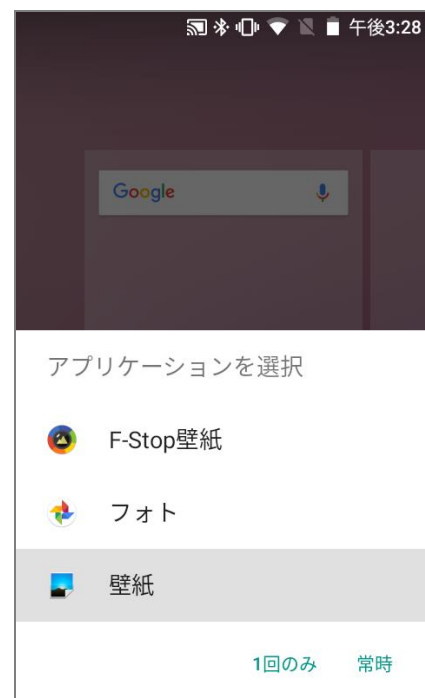 午後3:28
Google
アプリケーションを選択
F-Stop壁紙
フォト
壁紙
1回のみ 常時